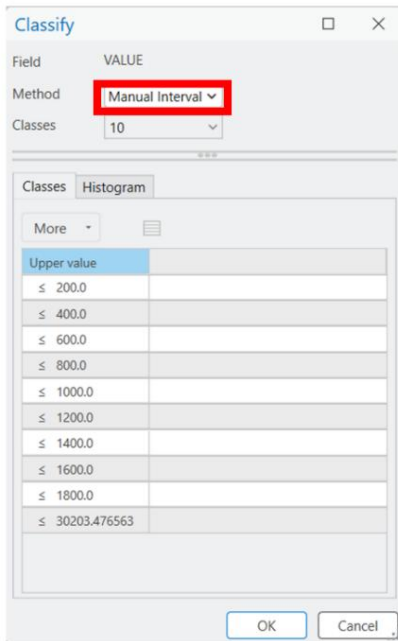 Classify
Field VALUE
Method Manual Interval
Classes 10
Classes Histogram
More
Upper value
≤ 200.0
≤ 400.0
≤ 600.0
≤ 800.0
≤ 1000.0
≤ 1200.0
≤ 1400.0
≤ 1600.0
≤ 1800.0
≤ 30203.476563
OK Cancel